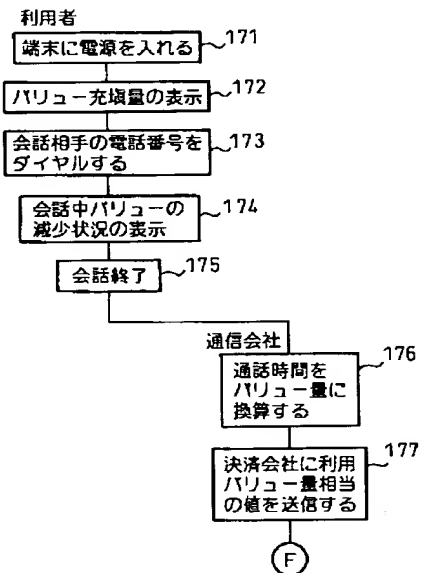 利用者
端末に電源を入れる
171
バリュー充塡量の表示
172
会話相手の電話番号を
ダイヤルする
173
会話中バリューの
減少状況の表示
174
会話終了
175
通信会社
通話時間を
バリュー量に
換算する
176
決済会社に利用
バリュー量相当
の値を送信する
177
F